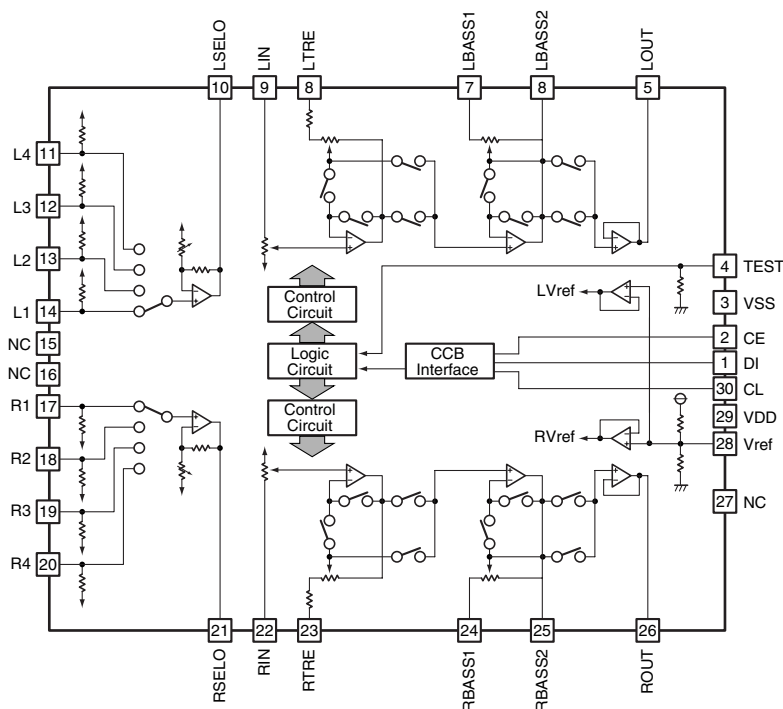 LSELO
LIN
LTRE
LBASS1
LBASS2
LOUT
10
9
8
7
8
5
L4 11
L3 12
L2 13
L1 14
NC 15
NC 16
R1 17
R2 18
R3 19
R4 20
Control
Circuit
Logic
Circuit
Control
Circuit
CCB
Interface
LVref
RVref
4 TEST
3 VSS
2 CE
1 DI
30 CL
29 VDD
28 Vref
27 NC
21
22
23
24
25
26
RSELO
RIN
RTRE
RBASS1
RBASS2
ROUT